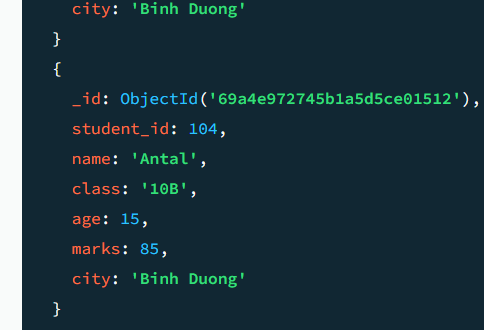 city: 'Binh Duong'
}
{
_id: ObjectId('69a4e972745b1a5d5ce01512'),
student_id: 104,
name: 'Antal',
class: '10B',
age: 15,
marks: 85,
city: 'Binh Duong'
}